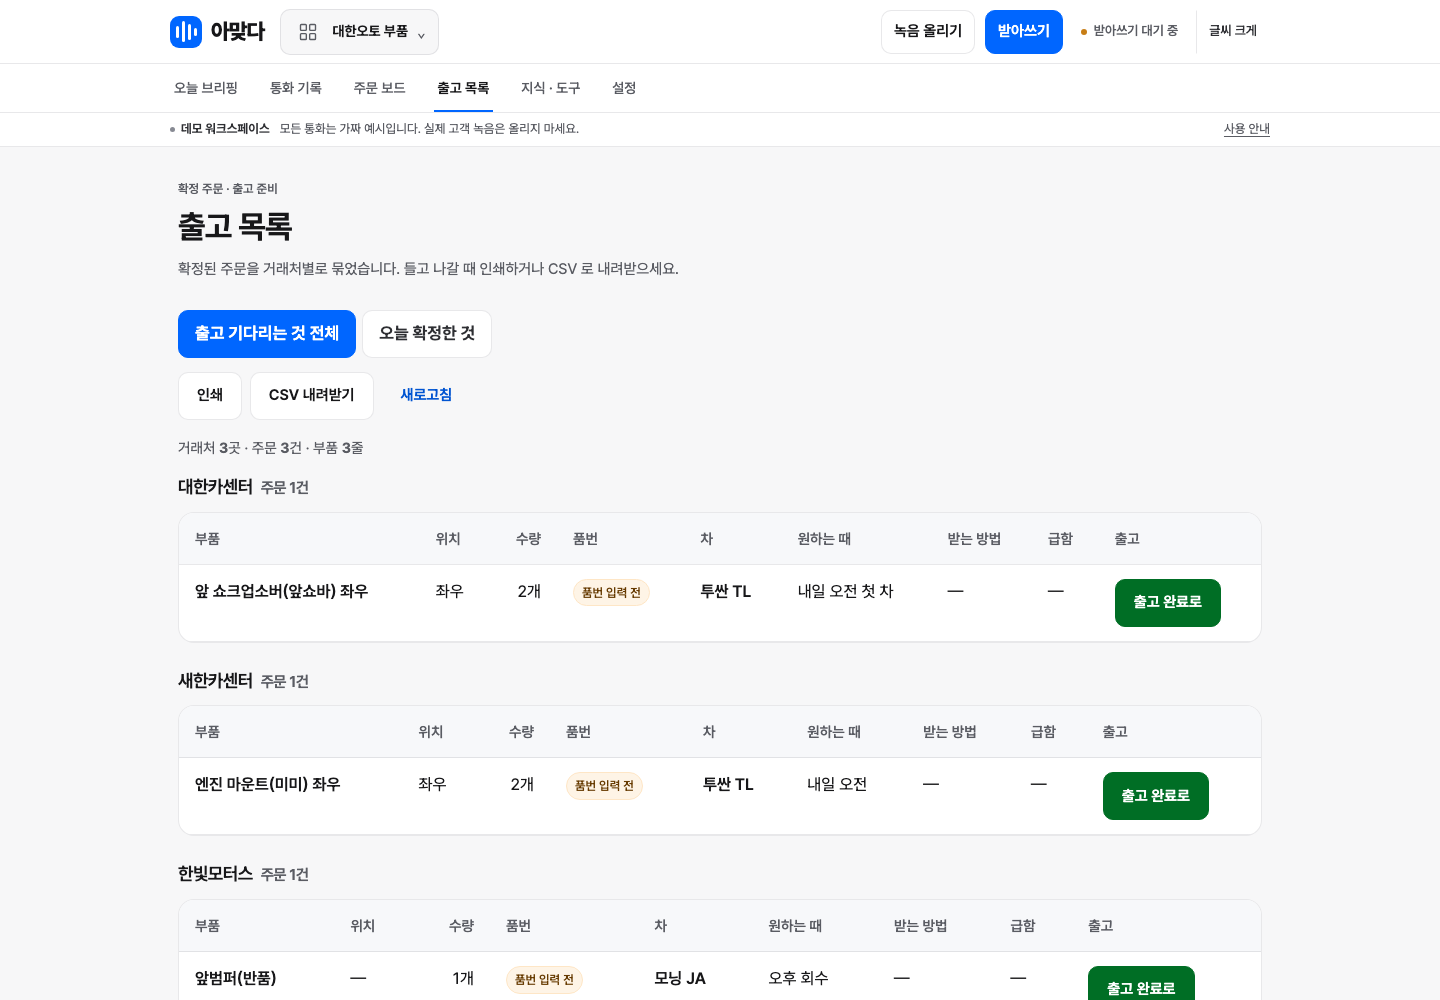 아맞다
대한오토 부품
녹음 올리기
받아쓰기
받아쓰기 대기 중
글씨 크게
오늘 브리핑
통화 기록
주문 보드
출고 목록
지식 · 도구
설정
데모 워크스페이스 모든 통화는 가짜 예시입니다. 실제 고객 녹음은 올리지 마세요.
사용 안내
확정 주문 · 출고 준비
출고 목록
확정된 주문을 거래처별로 묶었습니다. 들고 나갈 때 인쇄하거나 CSV 로 내려받으세요.
출고 기다리는 것 전체
오늘 확정한 것
인쇄
CSV 내려받기
새로고침
거래처 3곳 · 주문 3건 · 부품 3줄
대한카센터 주문 1건
부품 위치 수량 품번 차 원하는 때 받는 방법 급함 출고
앞 쇼크업소버(앞쇼바) 좌우 좌우 2개 품번 입력 전 투싼 TL 내일 오전 첫 차 — — 출고 완료로
새한카센터 주문 1건
부품 위치 수량 품번 차 원하는 때 받는 방법 급함 출고
엔진 마운트(미미) 좌우 좌우 2개 품번 입력 전 투싼 TL 내일 오전 — — 출고 완료로
한빛모터스 주문 1건
부품 위치 수량 품번 차 원하는 때 받는 방법 급함 출고
앞범퍼(반품) — 1개 품번 입력 전 모닝 JA 오후 회수 — — 출고 완료로